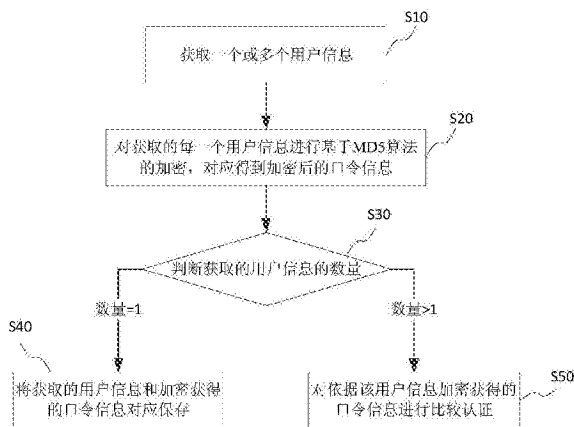 S10
获取一个或多个用户信息
S20
对获取的每一个用户信息进行基于MD5算法
的加密，对应得到加密后的口令信息
S30
判断获取的用户信息的数量
数量=1
数量>1
S40
将获取的用户信息和加密获得
的口令信息对应保存
S50
对依据该用户信息加密获得的
口令信息进行比较认证